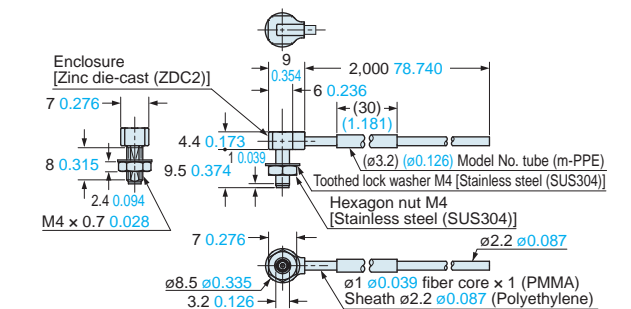 9
0.354
Enclosure
[Zinc die-cast (ZDC2)]
2,000 78.740
7 0.276
6 0.236
(30)
(1.181)
4.4 0.173
1 0.039
8 0.315
9.5 0.374
(ø3.2) (ø0.126) Model No. tube (m-PPE)
Toothed lock washer M4 [Stainless steel (SUS304)]
2.4 0.094
Hexagon nut M4
[Stainless steel (SUS304)]
M4 × 0.7 0.028
7 0.276
ø2.2 ø0.087
ø8.5 ø0.335
ø1 ø0.039 fiber core × 1 (PMMA)
3.2 0.126
Sheath ø2.2 ø0.087 (Polyethylene)